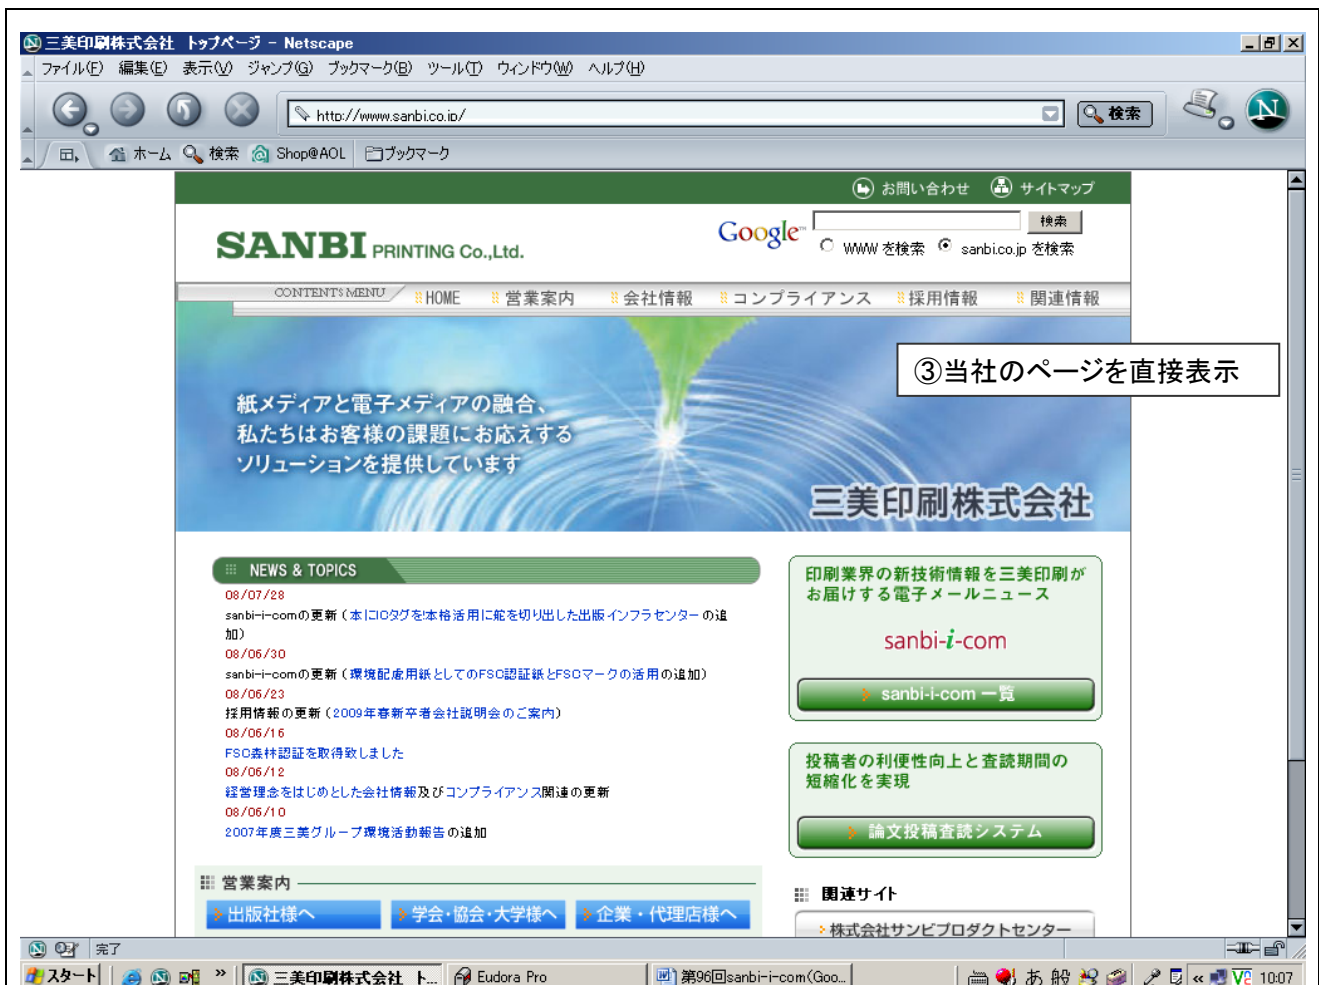 三美印刷株式会社 トップページ - Netscape
ファイル(F) 編集(E) 表示(V) ジャンプ(G) ブックマーク(B) ツール(T) ウィンドウ(W) ヘルプ(H)
http://www.sanbi.co.jp/
検索
ホーム 検索 Shop@AOL ブックマーク
お問い合わせ サイトマップ
SANBI PRINTING Co.,Ltd.
Google™ 検索
WWW を検索 sanbi.co.jp を検索
CONTENTS MENU HOME 営業案内 会社情報 コンプライアンス 採用情報 関連情報
③当社のページを直接表示
紙メディアと電子メディアの融合、
私たちはお客様の課題にお応えする
ソリューションを提供しています
三美印刷株式会社
NEWS & TOPICS
08/07/28
sanbi-i-comの更新（本にICタグを!本格活用に舵を切り出した出版インフラセンターの追
加）
08/06/30
sanbi-i-comの更新（環境配慮用紙としてのFSC認証紙とFSCマークの活用の追加）
08/06/23
採用情報の更新（2009年春新卒者会社説明会のご案内）
08/06/16
FSC森林認証を取得致しました
08/06/12
経営理念をはじめとした会社情報及びコンプライアンス関連の更新
08/06/10
2007年度三美グループ環境活動報告の追加
印刷業界の新技術情報を三美印刷が
お届けする電子メールニュース
sanbi-i-com
sanbi-i-com 一覧
投稿者の利便性向上と査読期間の
短縮化を実現
論文投稿査読システム
営業案内
出版社様へ 学会・協会・大学様へ 企業・代理店様へ
関連サイト
株式会社サンビプロダクトセンター
完了
スタート 三美印刷株式会社 ト... Eudora Pro 第96回sanbi-i-com(Goo... あ 般 10:07